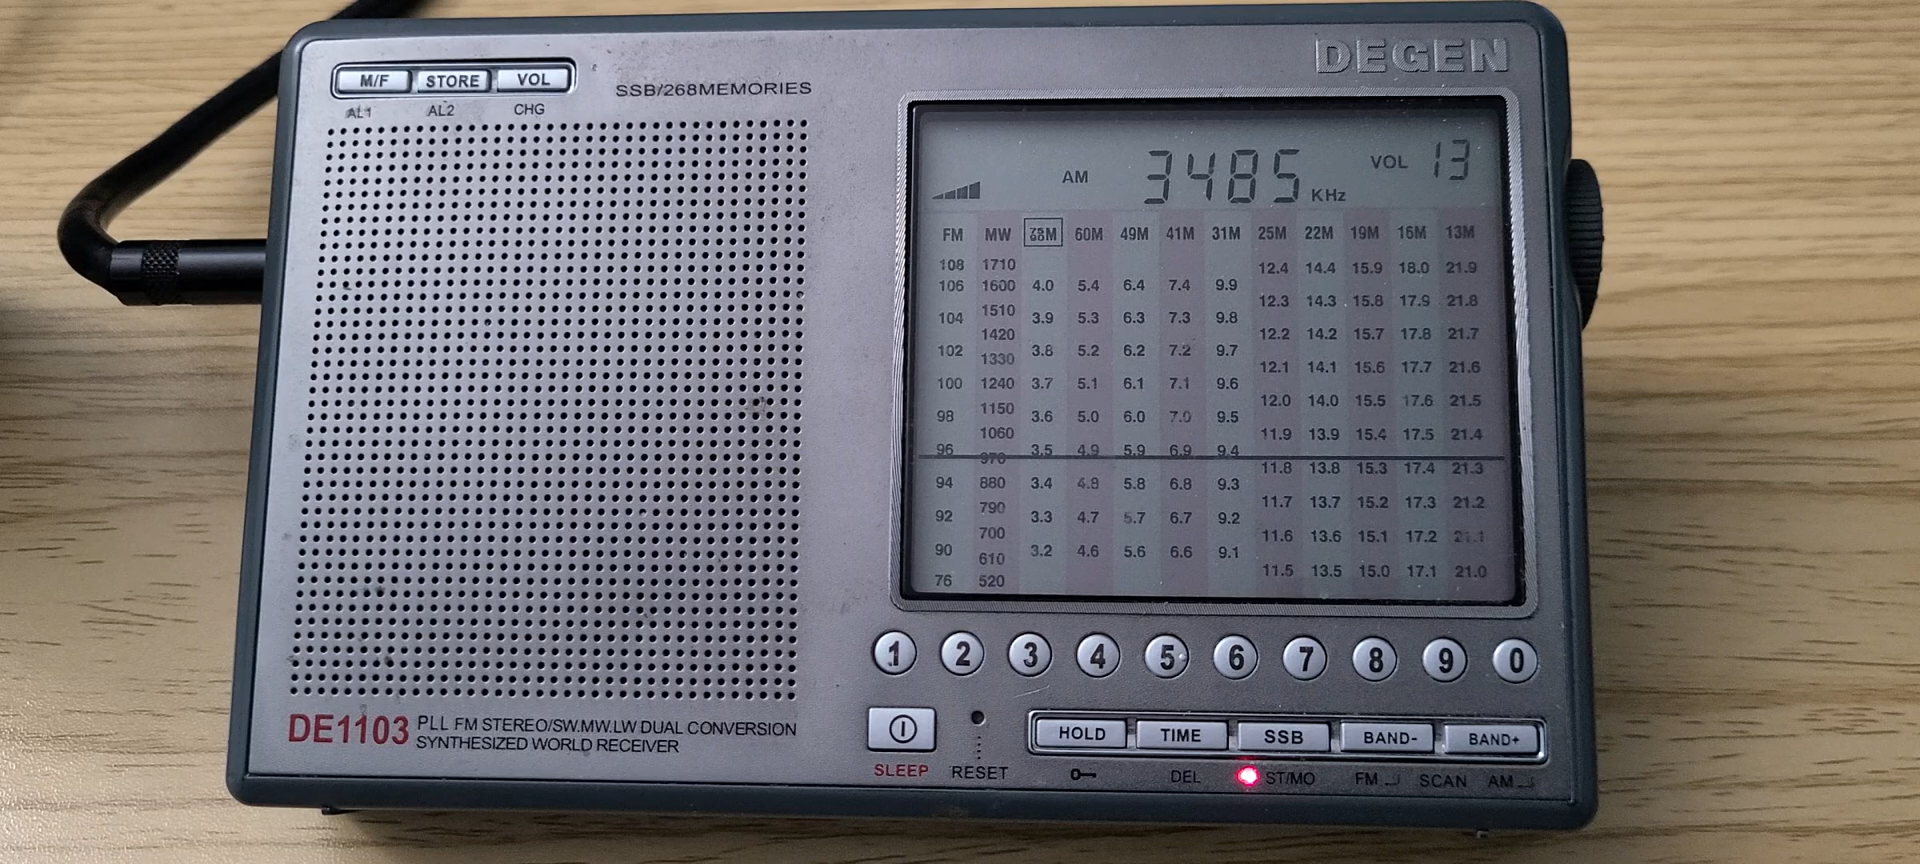 DEGEN
M/F STORE VOL
AL1 AL2 CHG
SSB/268MEMORIES
AM 3485 KHz VOL 13
FM MW 75M 60M 49M 41M 31M 25M 22M 19M 16M 13M
108 1710 12.4 14.4 15.9 18.0 21.9
106 1600 4.0 5.4 6.4 7.4 9.9
1510 12.3 14.3 15.8 17.9 21.8
104 3.9 5.3 6.3 7.3 9.8
1420 12.2 14.2 15.7 17.8 21.7
102 1330 3.8 5.2 6.2 7.2 9.7
12.1 14.1 15.6 17.7 21.6
100 1240 3.7 5.1 6.1 7.1 9.6
1150 12.0 14.0 15.5 17.6 21.5
98 3.6 5.0 6.0 7.0 9.5
1060 11.9 13.9 15.4 17.5 21.4
96 970 3.5 4.9 5.9 6.9 9.4
11.8 13.8 15.3 17.4 21.3
94 880 3.4 4.8 5.8 6.8 9.3
790 11.7 13.7 15.2 17.3 21.2
92 3.3 4.7 5.7 6.7 9.2
700 11.6 13.6 15.1 17.2 21.1
90 610 3.2 4.6 5.6 6.6 9.1
76 520 11.5 13.5 15.0 17.1 21.0
1 2 3 4 5 6 7 8 9 0
DE1103 PLL FM STEREO/SW.MW.LW DUAL CONVERSION
SYNTHESIZED WORLD RECEIVER
HOLD TIME SSB BAND- BAND+
SLEEP RESET DEL ST/MO FM SCAN AM